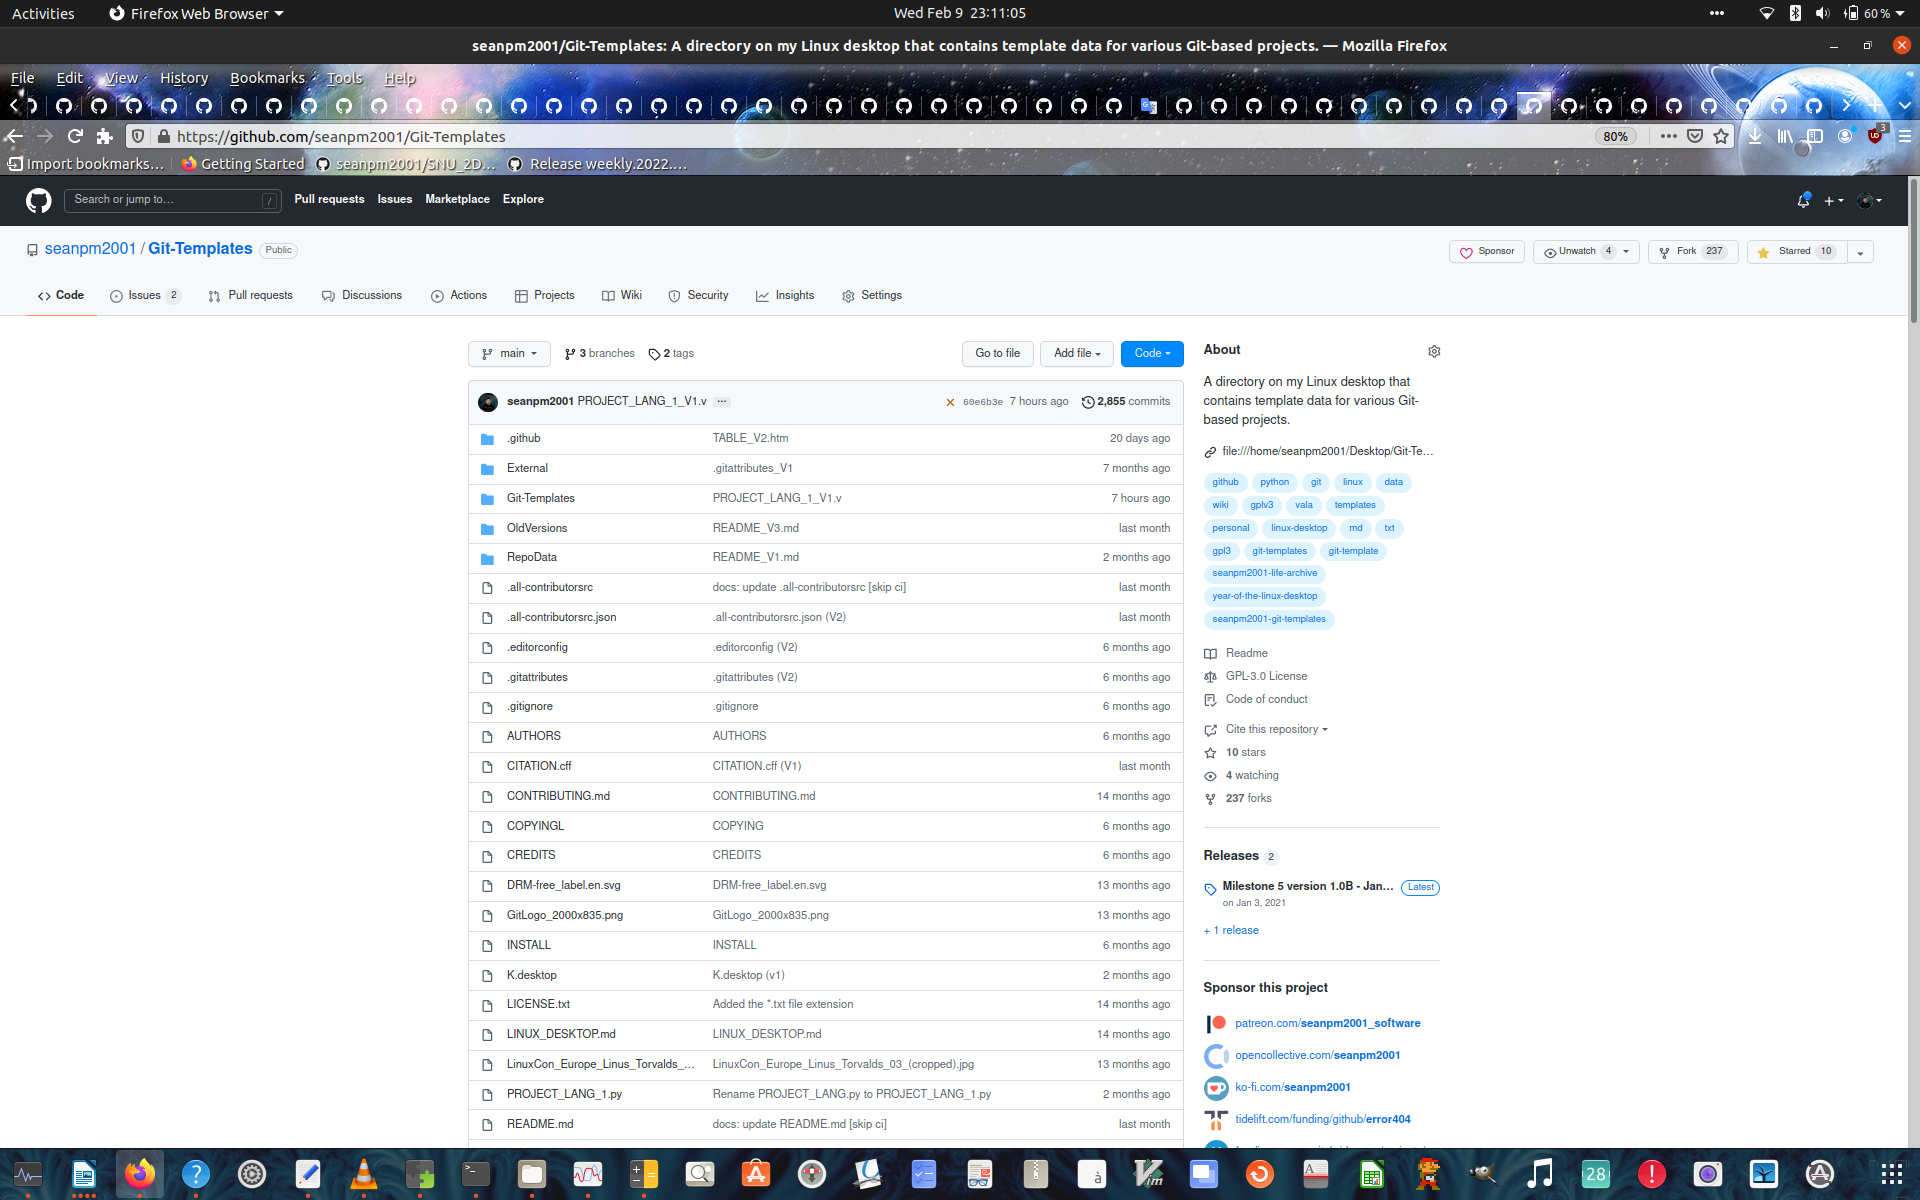 Activities Firefox Web Browser Wed Feb 9 23:11:05 60 %
seanpm2001/Git-Templates: A directory on my Linux desktop that contains template data for various Git-based projects. — Mozilla Firefox
File Edit View History Bookmarks Tools Help
https://github.com/seanpm2001/Git-Templates 80% 3
Import bookmarks… Getting Started seanpm2001/SNU_2D… Release weekly.2022.…
Search or jump to… / Pull requests Issues Marketplace Explore
seanpm2001 / Git-Templates Public Sponsor Unwatch 4 Fork 237 Starred 10
Code Issues 2 Pull requests Discussions Actions Projects Wiki Security Insights Settings
main 3 branches 2 tags Go to file Add file Code
seanpm2001 PROJECT_LANG_1_V1.v ... 60e6b3e 7 hours ago 2,855 commits
.github TABLE_V2.htm 20 days ago
External .gitattributes_V1 7 months ago
Git-Templates PROJECT_LANG_1_V1.v 7 hours ago
OldVersions README_V3.md last month
RepoData README_V1.md 2 months ago
.all-contributorsrc docs: update .all-contributorsrc [skip ci] last month
.all-contributorsrc.json .all-contributorsrc.json (V2) last month
.editorconfig .editorconfig (V2) 6 months ago
.gitattributes .gitattributes (V2) 6 months ago
.gitignore .gitignore 6 months ago
AUTHORS AUTHORS 6 months ago
CITATION.cff CITATION.cff (V1) last month
CONTRIBUTING.md CONTRIBUTING.md 14 months ago
COPYINGL COPYING 6 months ago
CREDITS CREDITS 6 months ago
DRM-free_label.en.svg DRM-free_label.en.svg 13 months ago
GitLogo_2000x835.png GitLogo_2000x835.png 13 months ago
INSTALL INSTALL 6 months ago
K.desktop K.desktop (v1) 2 months ago
LICENSE.txt Added the *.txt file extension 14 months ago
LINUX_DESKTOP.md LINUX_DESKTOP.md 14 months ago
LinuxCon_Europe_Linus_Torvalds_… LinuxCon_Europe_Linus_Torvalds_03_(cropped).jpg 13 months ago
PROJECT_LANG_1.py Rename PROJECT_LANG.py to PROJECT_LANG_1.py 2 months ago
README.md docs: update README.md [skip ci] last month
About
A directory on my Linux desktop that
contains template data for various Git-
based projects.
file:///home/seanpm2001/Desktop/Git-Te…
github python git linux data
wiki gplv3 vala templates
personal linux-desktop md txt
gpl3 git-templates git-template
seanpm2001-life-archive
year-of-the-linux-desktop
seanpm2001-git-templates
Readme
GPL-3.0 License
Code of conduct
Cite this repository
10 stars
4 watching
237 forks
Releases 2
Milestone 5 version 1.0B - Jan… Latest
on Jan 3, 2021
+ 1 release
Sponsor this project
patreon.com/seanpm2001_software
opencollective.com/seanpm2001
ko-fi.com/seanpm2001
tidelift.com/funding/github/error404
28